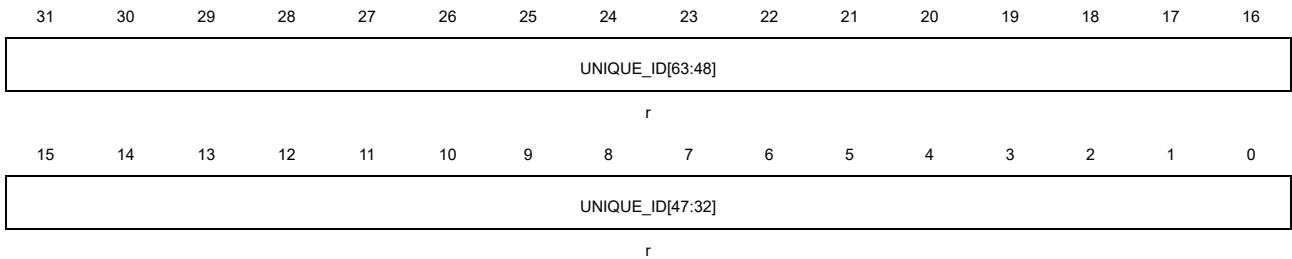 31 30 29 28 27 26 25 24 23 22 21 20 19 18 17 16
UNIQUE_ID[63:48]
r
15 14 13 12 11 10 9 8 7 6 5 4 3 2 1 0
UNIQUE_ID[47:32]
r